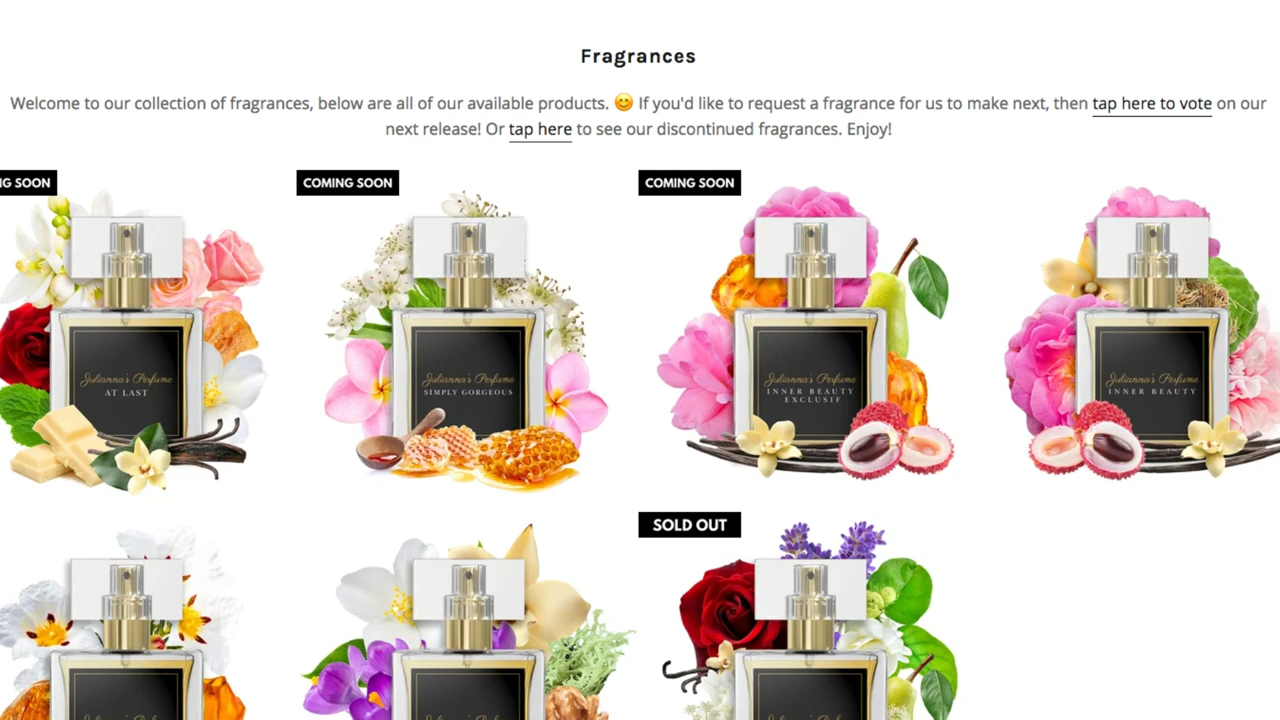 Fragrances
Welcome to our collection of fragrances, below are all of our available products. 😊 If you'd like to request a fragrance for us to make next, then tap here to vote on our
next release! Or tap here to see our discontinued fragrances. Enjoy!
NG SOON
COMING SOON
COMING SOON
Julianna's Perfume
AT LAST
Julianna's Perfume
SIMPLY GORGEOUS
Julianna's Perfume
INNER BEAUTY
EXCLUSIF
Julianna's Perfume
INNER BEAUTY
SOLD OUT